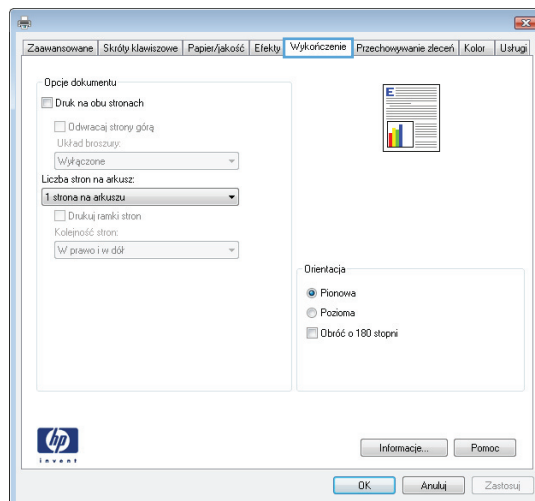 Zaawansowane Skróty klawiszowe Papier/jakość Efekty Wykończenie Przechowywanie zleceń Kolor Usługi
Opcje dokumentu
Druk na obu stronach
Odwracaj strony górą
Układ broszury:
Wyłączone
Liczba stron na arkusz:
1 strona na arkuszu
Drukuj ramki stron
Kolejność stron:
W prawo i w dół
E
Orientacja
Pionowa
Pozioma
Obróć o 180 stopni
hp
invent
Informacje... Pomoc
OK Anuluj Zastosuj